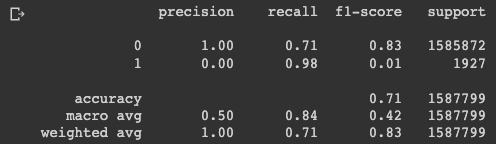 precision recall f1-score support
0 1.00 0.71 0.83 1585872
1 0.00 0.98 0.01 1927
accuracy 0.71 1587799
macro avg 0.50 0.84 0.42 1587799
weighted avg 1.00 0.71 0.83 1587799